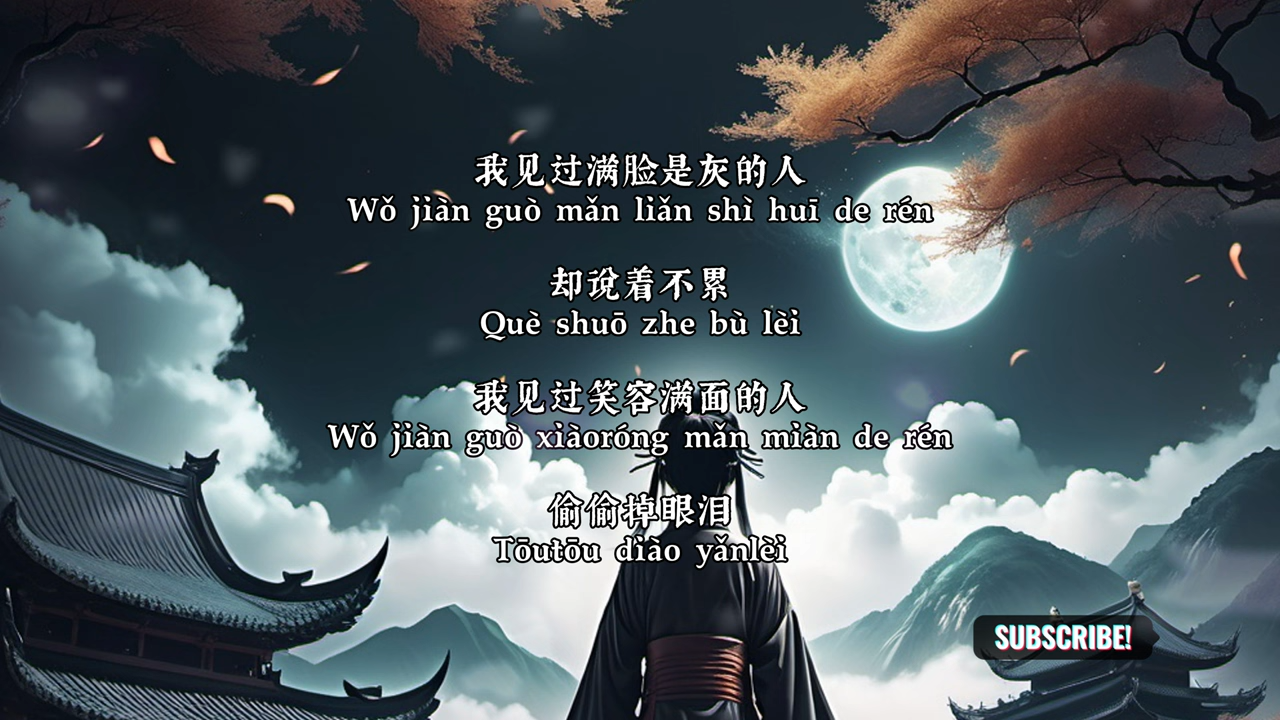 我见过满脸是灰的人
Wǒ jiàn guò mǎn liǎn shì huī de rén
却说着不累
Què shuō zhe bù lèi
我见过笑容满面的人
Wǒ jiàn guò xiàoróng mǎn miàn de rén
偷偷掉眼泪
Tōutōu diào yǎnlèi
SUBSCRIBE!